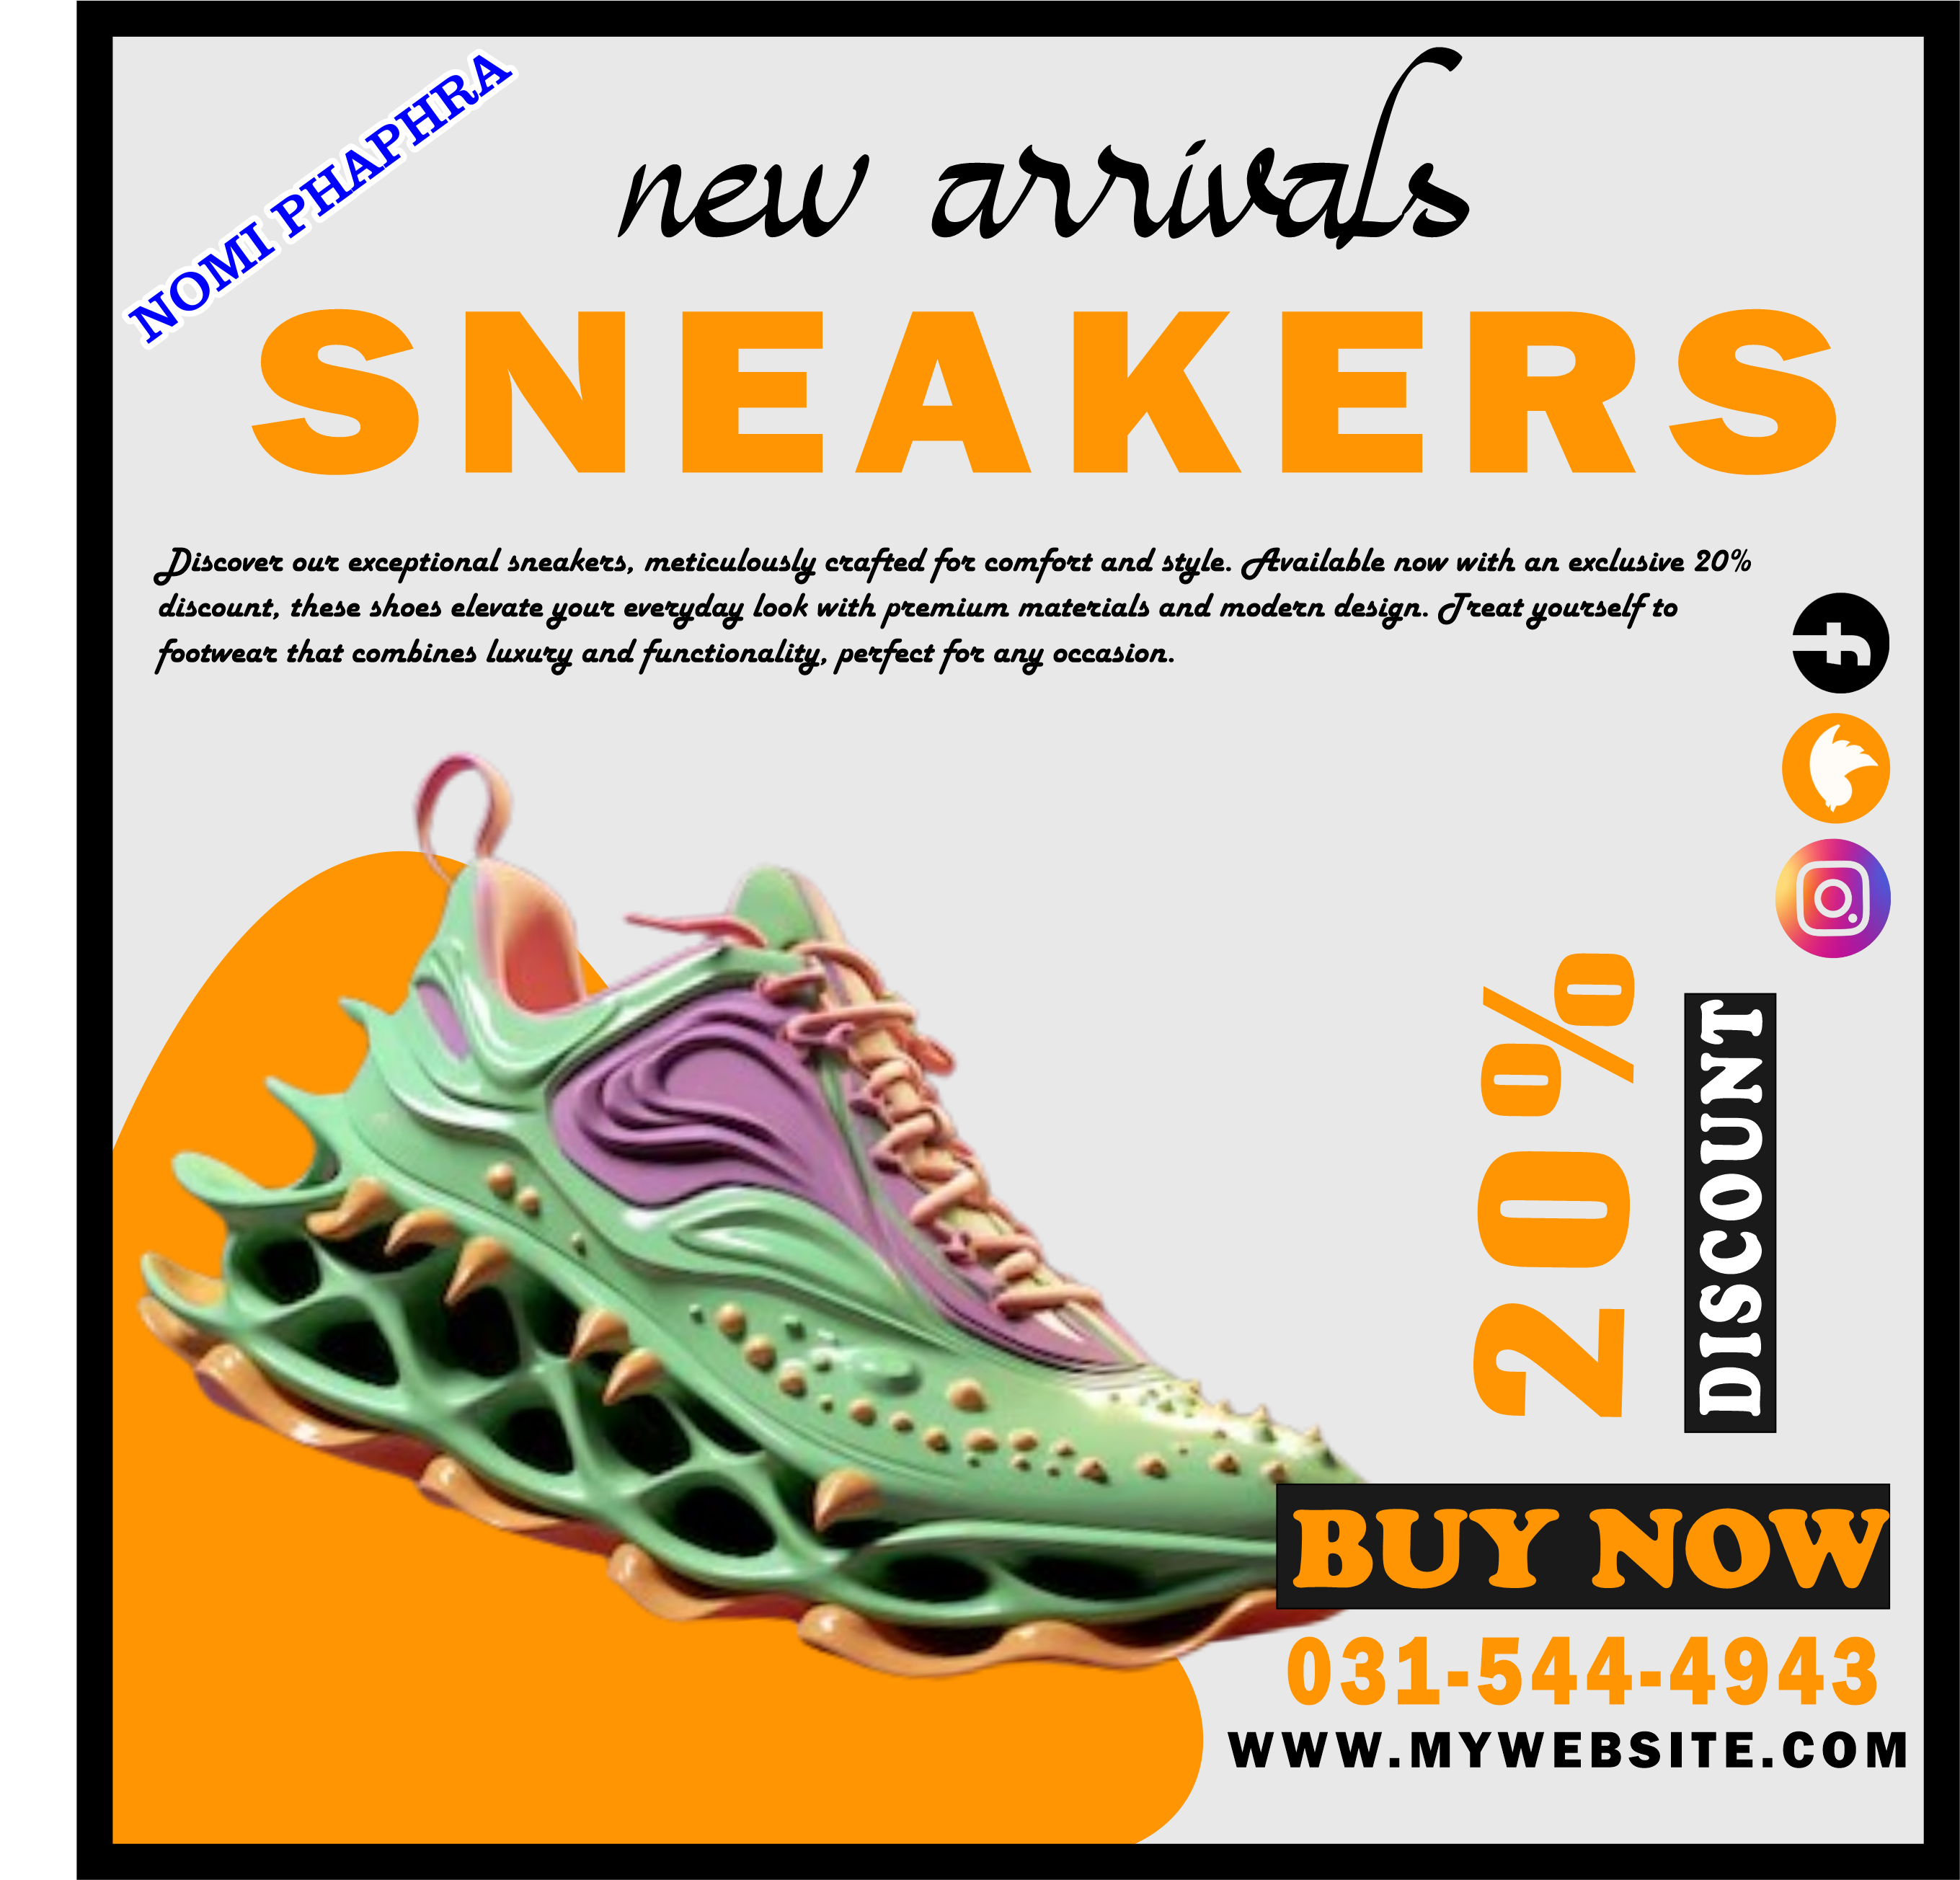 NOMI PHAPHRA
new arrivals
SNEAKERS
Discover our exceptional sneakers, meticulously crafted for comfort and style. Available now with an exclusive 20%
discount, these shoes elevate your everyday look with premium materials and modern design. Treat yourself to
footwear that combines luxury and functionality, perfect for any occasion.
20%
DISCOUNT
BUY NOW
031-544-4943
WWW.MYWEBSITE.COM